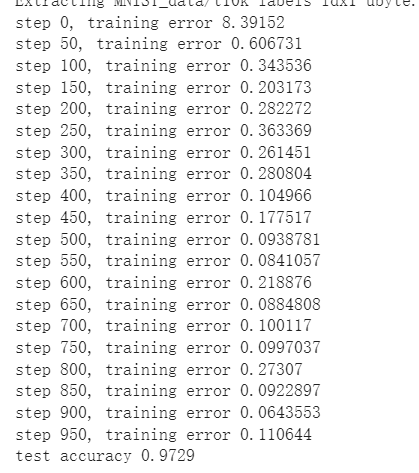 Extracting MNIST_data/t10k labels idx1 ubyte.
step 0, training error 8.39152
step 50, training error 0.606731
step 100, training error 0.343536
step 150, training error 0.203173
step 200, training error 0.282272
step 250, training error 0.363369
step 300, training error 0.261451
step 350, training error 0.280804
step 400, training error 0.104966
step 450, training error 0.177517
step 500, training error 0.0938781
step 550, training error 0.0841057
step 600, training error 0.218876
step 650, training error 0.0884808
step 700, training error 0.100117
step 750, training error 0.0997037
step 800, training error 0.27307
step 850, training error 0.0922897
step 900, training error 0.0643553
step 950, training error 0.110644
test accuracy 0.9729